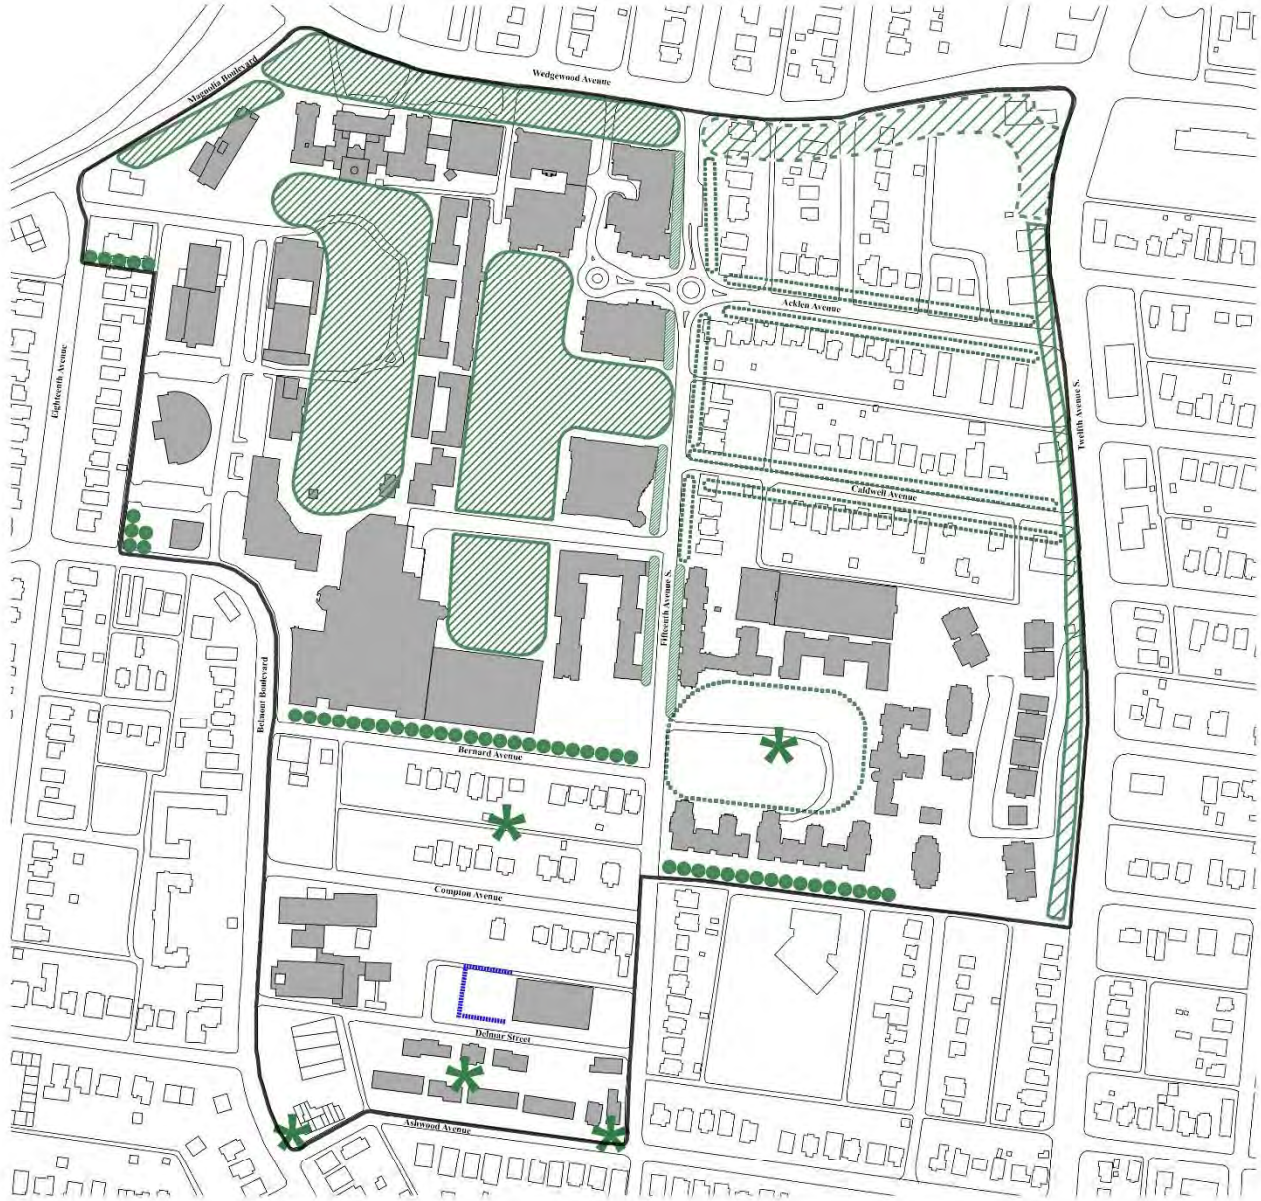 Wedgewood Avenue
Magnolia Boulevard
Acklen Avenue
Eighteenth Avenue
Twelfth Avenue S.
Caldwell Avenue
Fifteenth Avenue S.
Belmont Boulevard
Bernard Avenue
Compton Avenue
Delmar Street
Ashwood Avenue